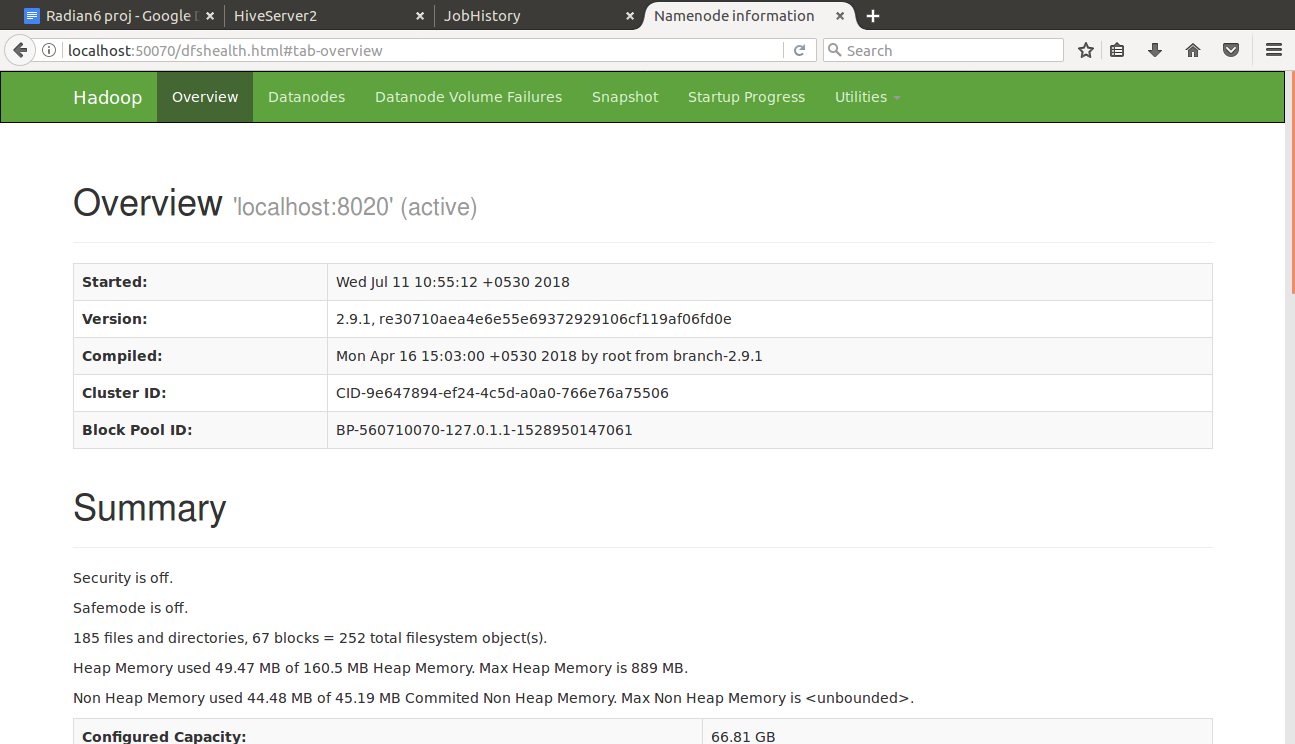 Radian6 proj - Google D HiveServer2 JobHistory Namenode information
localhost:50070/dfshealth.html#tab-overview Search
Hadoop Overview Datanodes Datanode Volume Failures Snapshot Startup Progress Utilities
Overview 'localhost:8020' (active)
Started: Wed Jul 11 10:55:12 +0530 2018
Version: 2.9.1, re30710aea4e6e55e69372929106cf119af06fd0e
Compiled: Mon Apr 16 15:03:00 +0530 2018 by root from branch-2.9.1
Cluster ID: CID-9e647894-ef24-4c5d-a0a0-766e76a75506
Block Pool ID: BP-560710070-127.0.1.1-1528950147061
Summary
Security is off.
Safemode is off.
185 files and directories, 67 blocks = 252 total filesystem object(s).
Heap Memory used 49.47 MB of 160.5 MB Heap Memory. Max Heap Memory is 889 MB.
Non Heap Memory used 44.48 MB of 45.19 MB Commited Non Heap Memory. Max Non Heap Memory is <unbounded>.
Configured Capacity: 66.81 GB